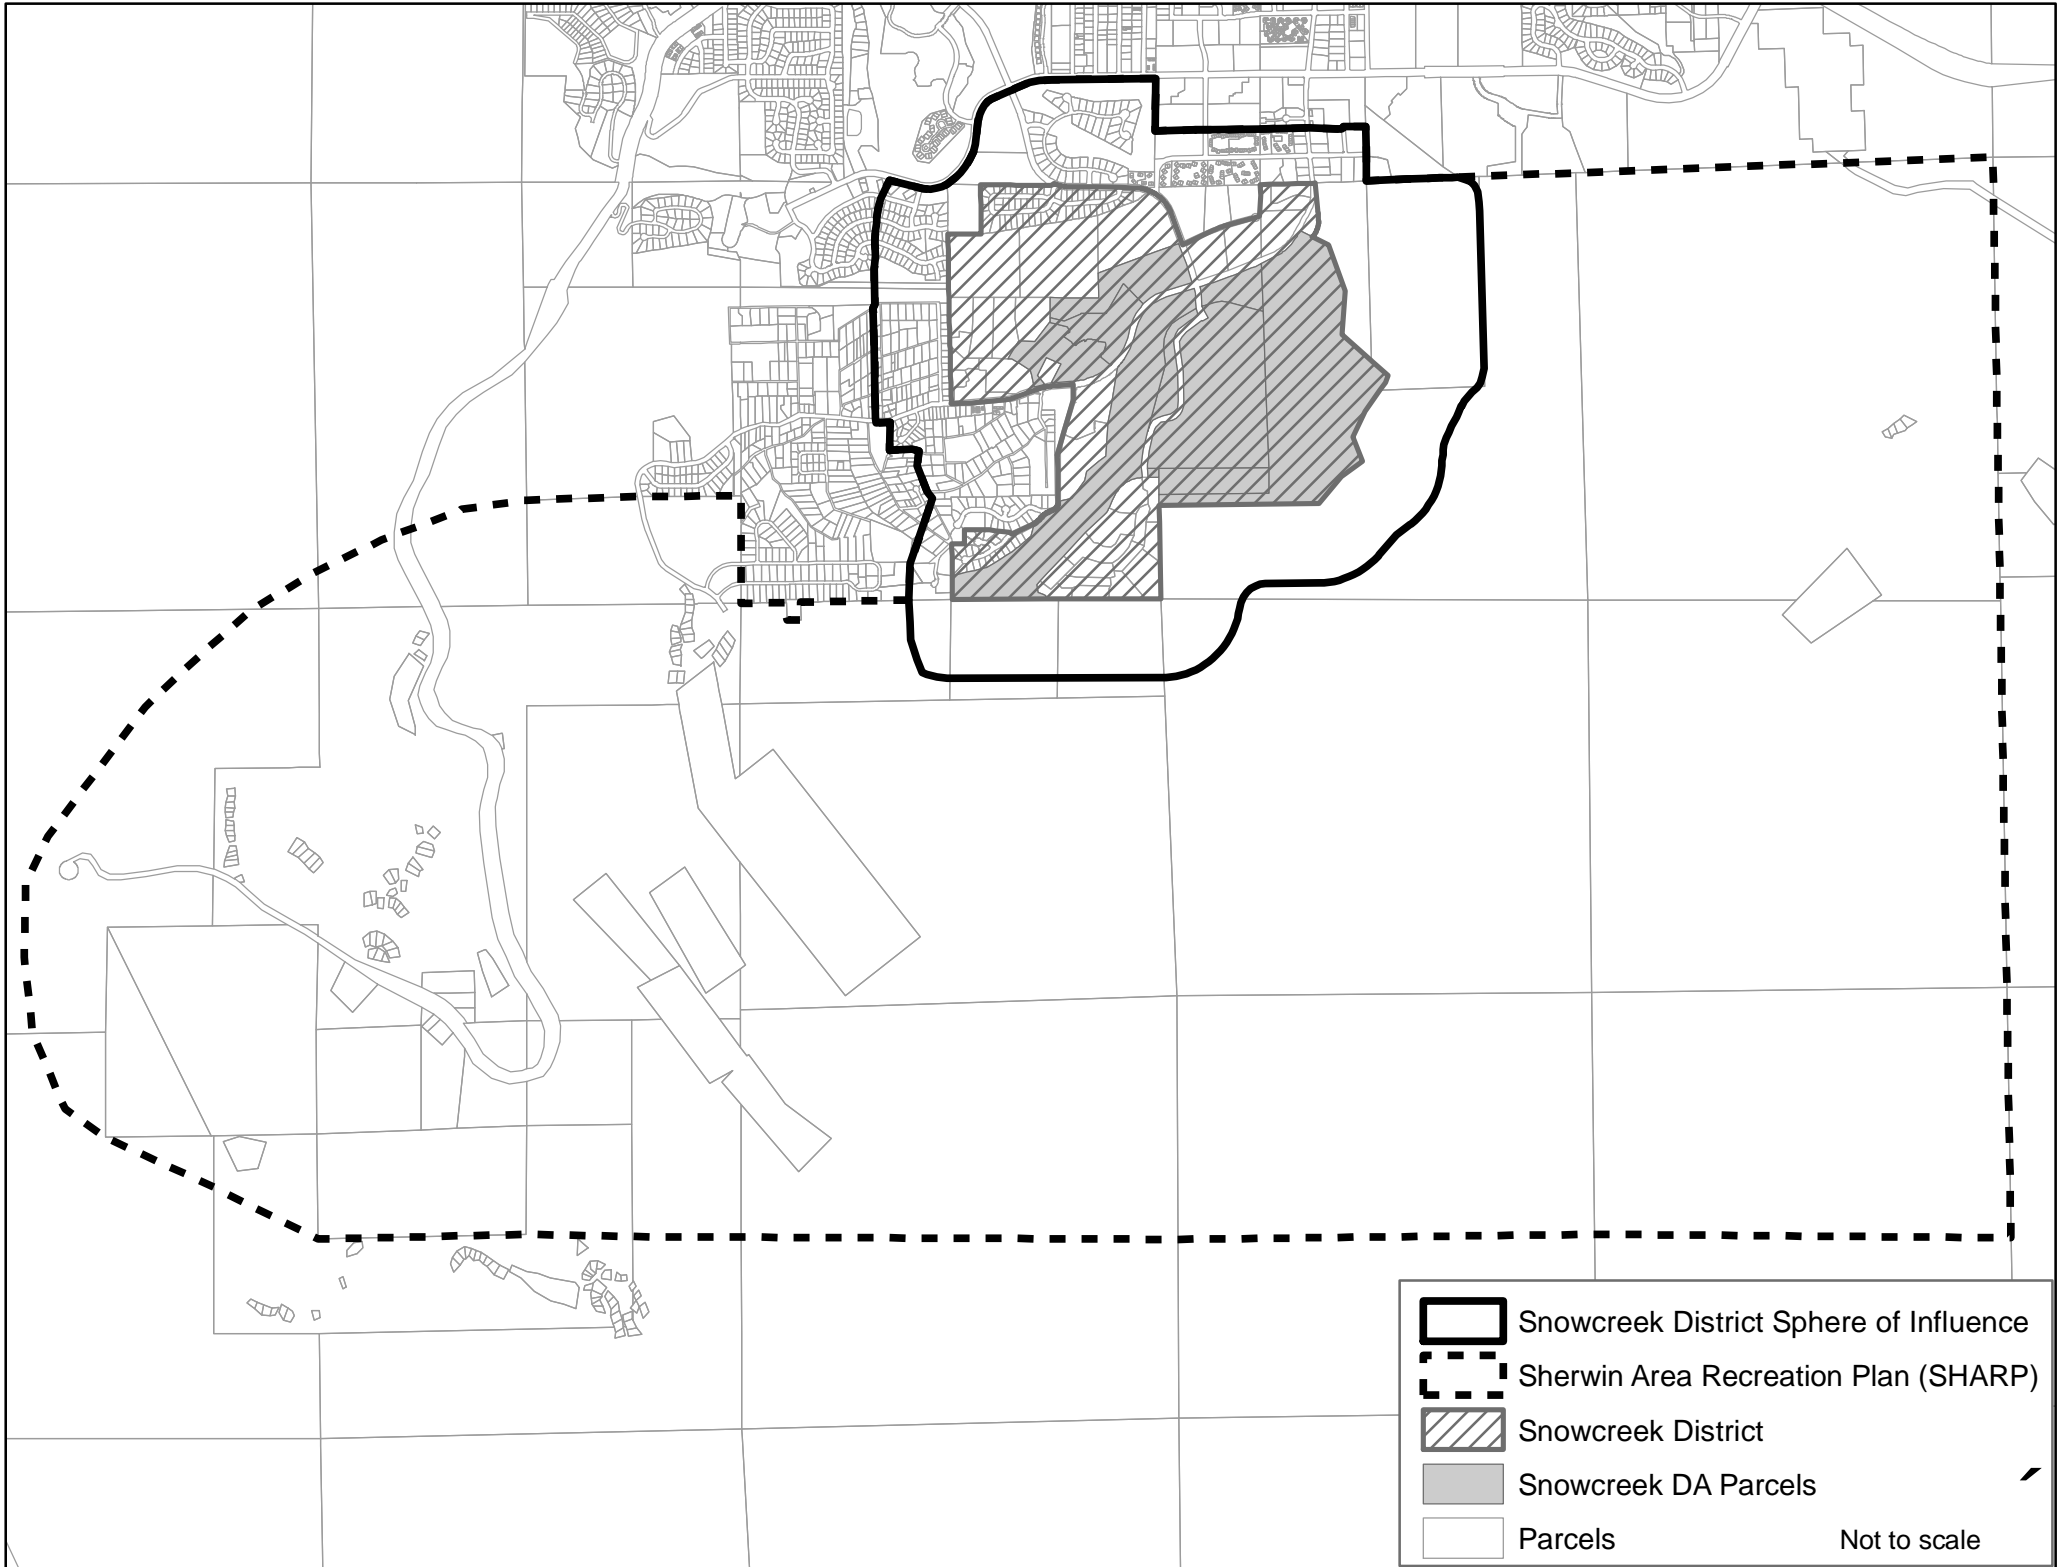 Snowcreek District Sphere of Influence
Sherwin Area Recreation Plan (SHARP)
Snowcreek District
Snowcreek DA Parcels
Parcels
Not to scale